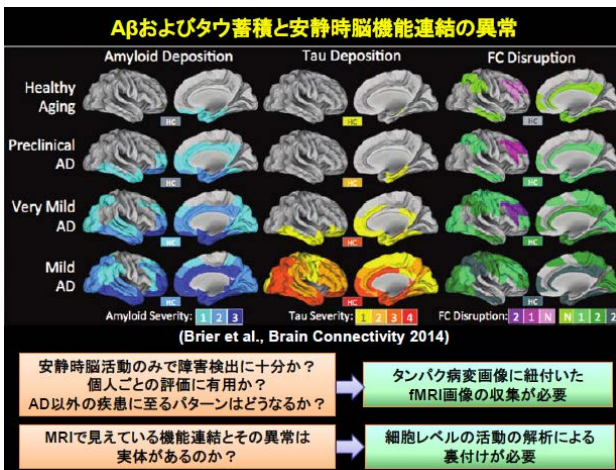 Aβおよびタウ蓄積と安静時脳機能連結の異常
Amyloid Deposition Tau Deposition FC Disruption
Healthy Aging
HC HC HC
Preclinical AD
HC HC HC
Very Mild AD
HC HC HC
Mild AD
HC HC HC
Amyloid Severity: 1 2 3 Tau Severity: 1 2 3 4 FC Disruption: 2 1 N N 1 2 2
(Brier et al., Brain Connectivity 2014)
安静時脳活動のみで障害検出に十分か?
個人ごとの評価に有用か?
AD以外の疾患に至るパターンはどうなるか?
タンパク病変画像に紐付いた
fMRI画像の収集が必要
MRIで見えている機能連結とその異常は
実体があるのか?
細胞レベルの活動の解析による
裏付けが必要